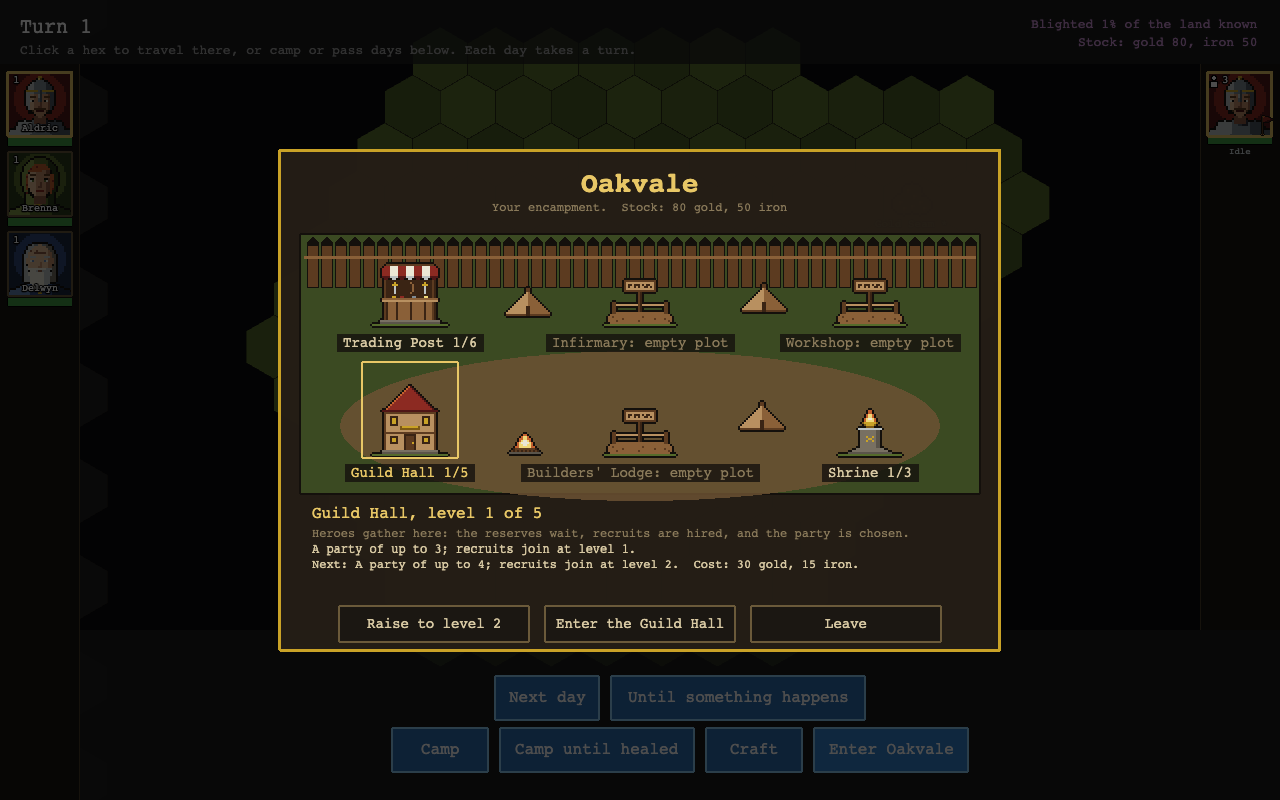 Turn 1
Click a hex to travel there, or camp or pass days below. Each day takes a turn.
Blighted 1% of the land known
Stock: gold 80, iron 50
1
Aldric
1
Brenna
1
Delwyn
3
Idle
Oakvale
Your encampment. Stock: 80 gold, 50 iron
Trading Post 1/6
Infirmary: empty plot
Workshop: empty plot
Guild Hall 1/5
Builders' Lodge: empty plot
Shrine 1/3
Guild Hall, level 1 of 5
Heroes gather here: the reserves wait, recruits are hired, and the party is chosen.
A party of up to 3; recruits join at level 1.
Next: A party of up to 4; recruits join at level 2. Cost: 30 gold, 15 iron.
Raise to level 2
Enter the Guild Hall
Leave
Next day
Until something happens
Camp
Camp until healed
Craft
Enter Oakvale